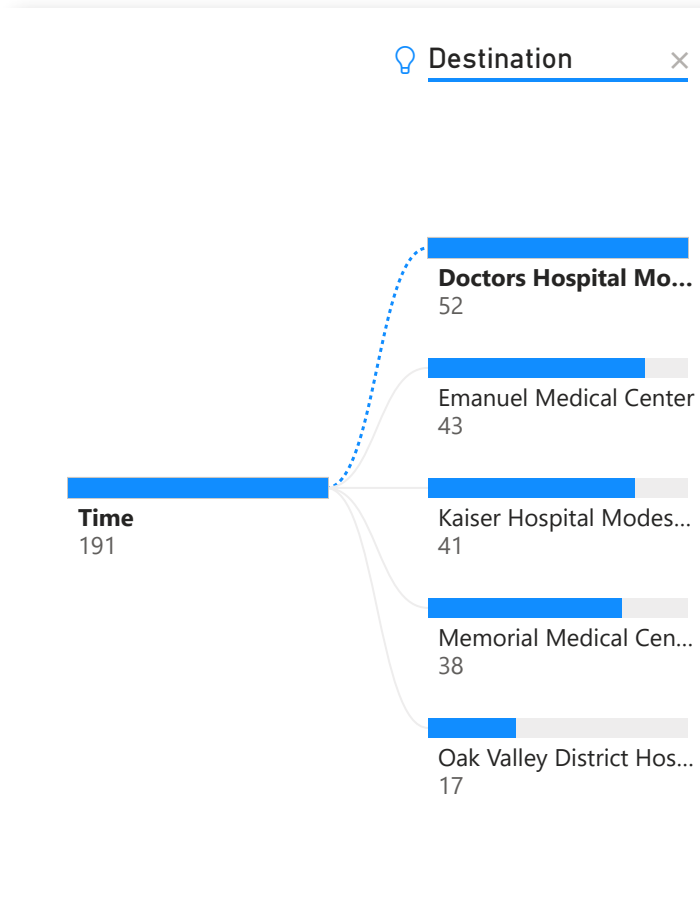 Destination
Doctors Hospital Mo...
52
Emanuel Medical Center
43
Kaiser Hospital Modes...
41
Time
191
Memorial Medical Cen...
38
Oak Valley District Hos...
17